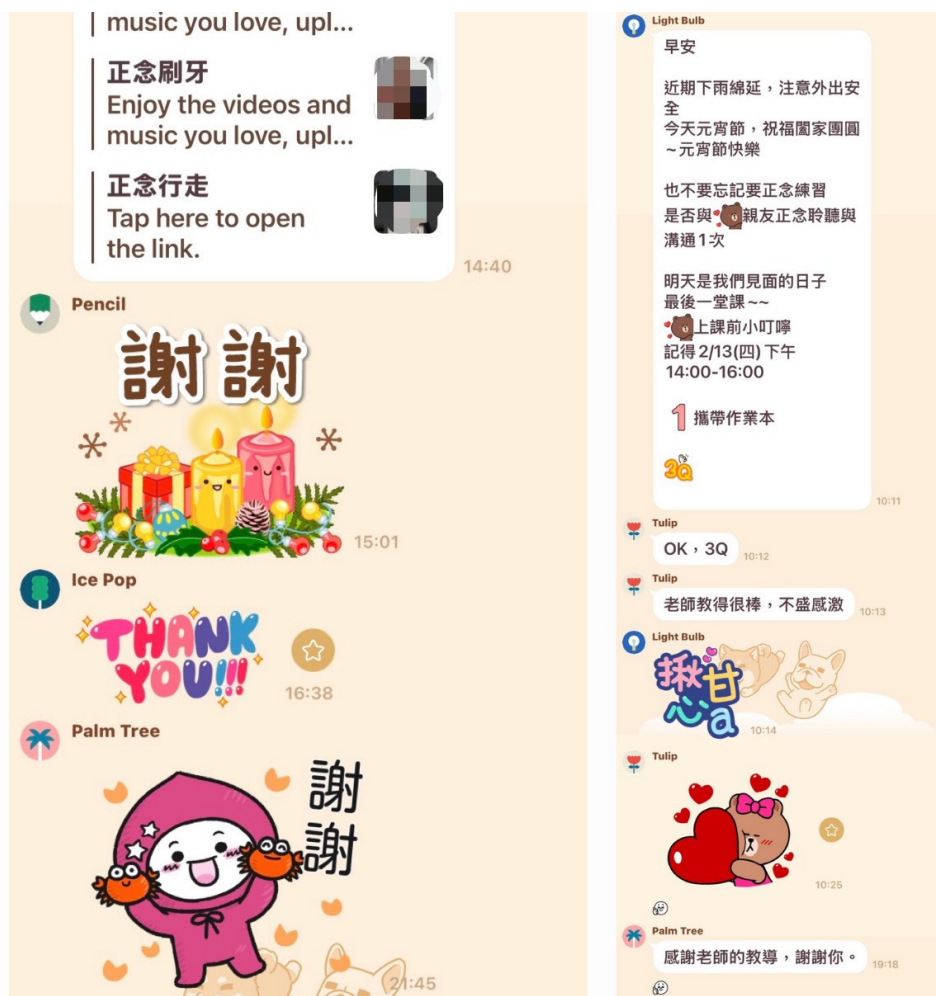 music you love, upl...
正念刷牙
Enjoy the videos and
music you love, upl...
正念行走
Tap here to open
the link.
14:40
Pencil
謝謝
15:01
Ice Pop
THANK
YOU!!!
16:38
Palm Tree
謝
謝
21:45
Light Bulb
早安
近期下雨綿延，注意外出安
全
今天元宵節，祝福闔家團圓
~元宵節快樂
也不要忘記要正念練習
是否與親友正念聆聽與
溝通1次
明天是我們見面的日子
最後一堂課~~
上課前小叮嚀
記得2/13(四)下午
14:00-16:00
1 攜帶作業本
3Q
10:11
Tulip
OK，3Q
10:12
Tulip
老師教得很棒，不盛感激
10:13
Light Bulb
揪甘
心a
10:14
Tulip
10:25
Palm Tree
感謝老師的教導，謝謝你。
19:18